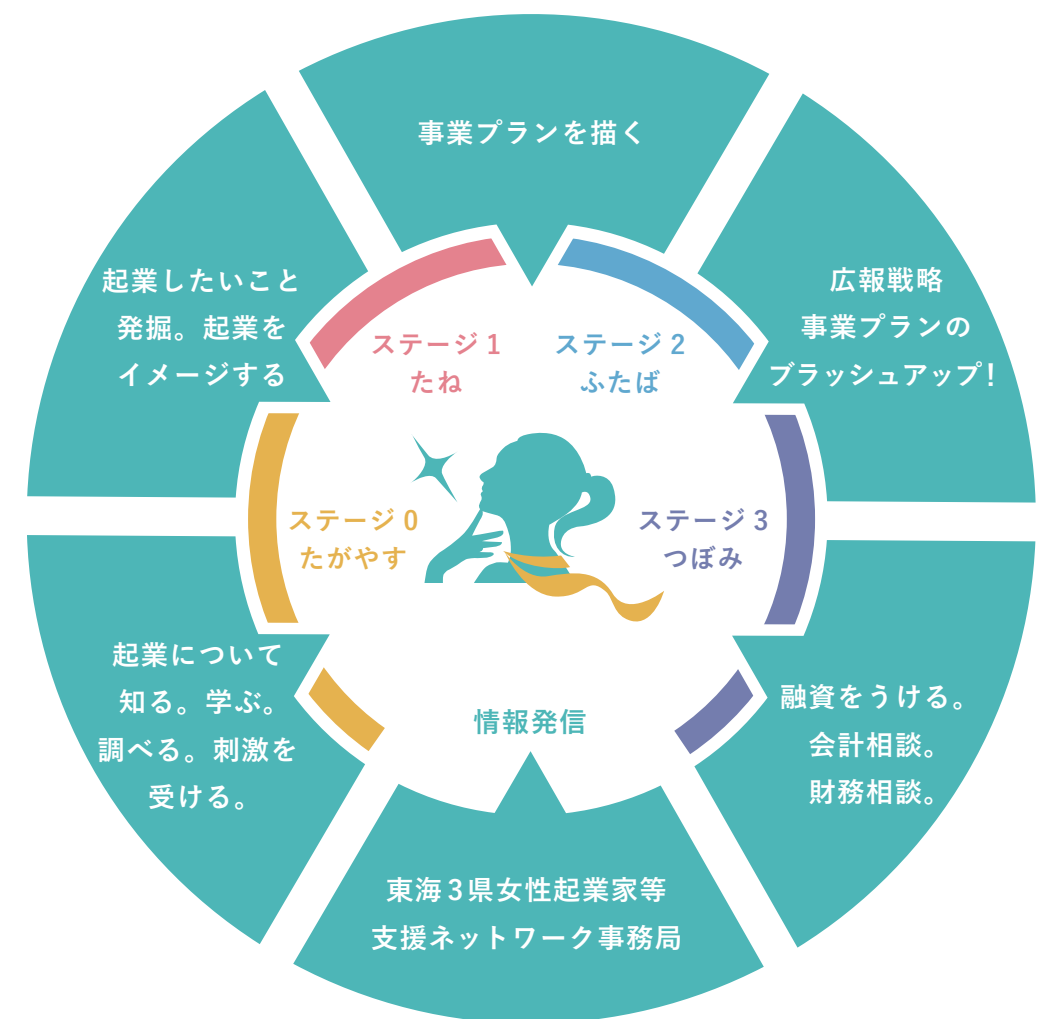 事業プランを描く
起業したいこと
発掘。起業を
イメージする
広報戦略
事業プランの
ブラッシュアップ!
ステージ1
たね
ステージ2
ふたば
ステージ0
たがやす
ステージ3
つぼみ
起業について
知る。学ぶ。
調べる。刺激を
受ける。
情報発信
融資をうける。
会計相談。
財務相談。
東海3県女性起業家等
支援ネットワーク事務局